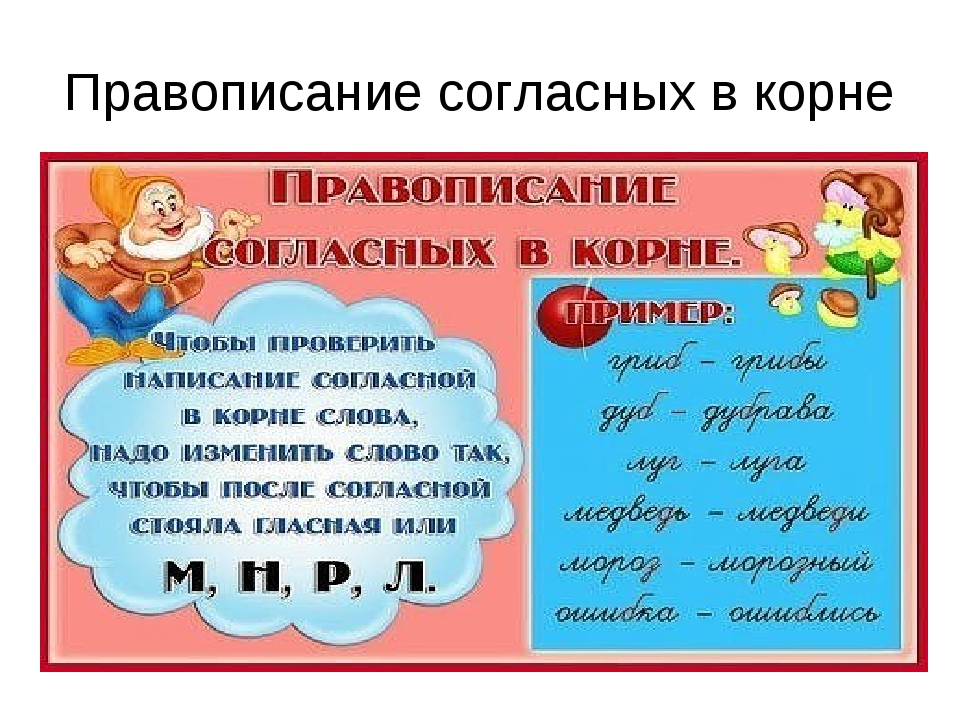 Правописание согласных в корне
Правописание
согласных в корне.
Чтобы проверить
написание согласной
в корне слова,
надо изменить слово так,
чтобы после согласной
стояла гласная или
М, Н, Р, Л.
ПРИМЕР:
гриб – грибы
дуб – дубрава
луг – луга
медведь – медведи
мороз – морозный
ошибка – ошиблись